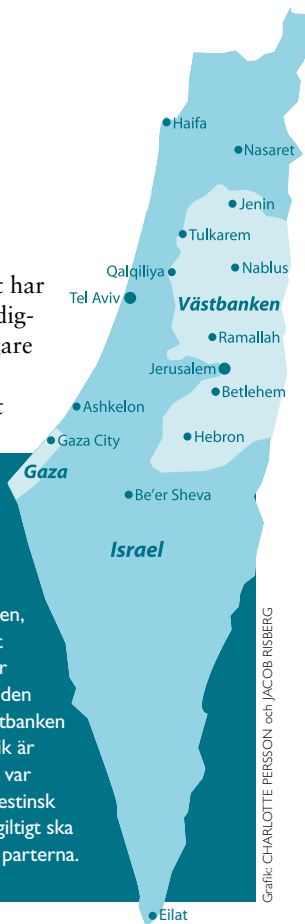 Haifa
Nasaret
Jenin
Tulkarem
Qalqiliya
Nablus
Tel Aviv
Västbanken
Ramallah
Jerusalem
Betlehem
Ashkelon
Gaza City
Hebron
Gaza
Be'er Sheva
Israel
Eilat
t har
dig-
gare
t
en,
t
r
den
tbanken
ik är
var
estinsk
giltigt ska
parterna.
Grafik: CHARLOTTE PERSSON och JACOB RISBERG